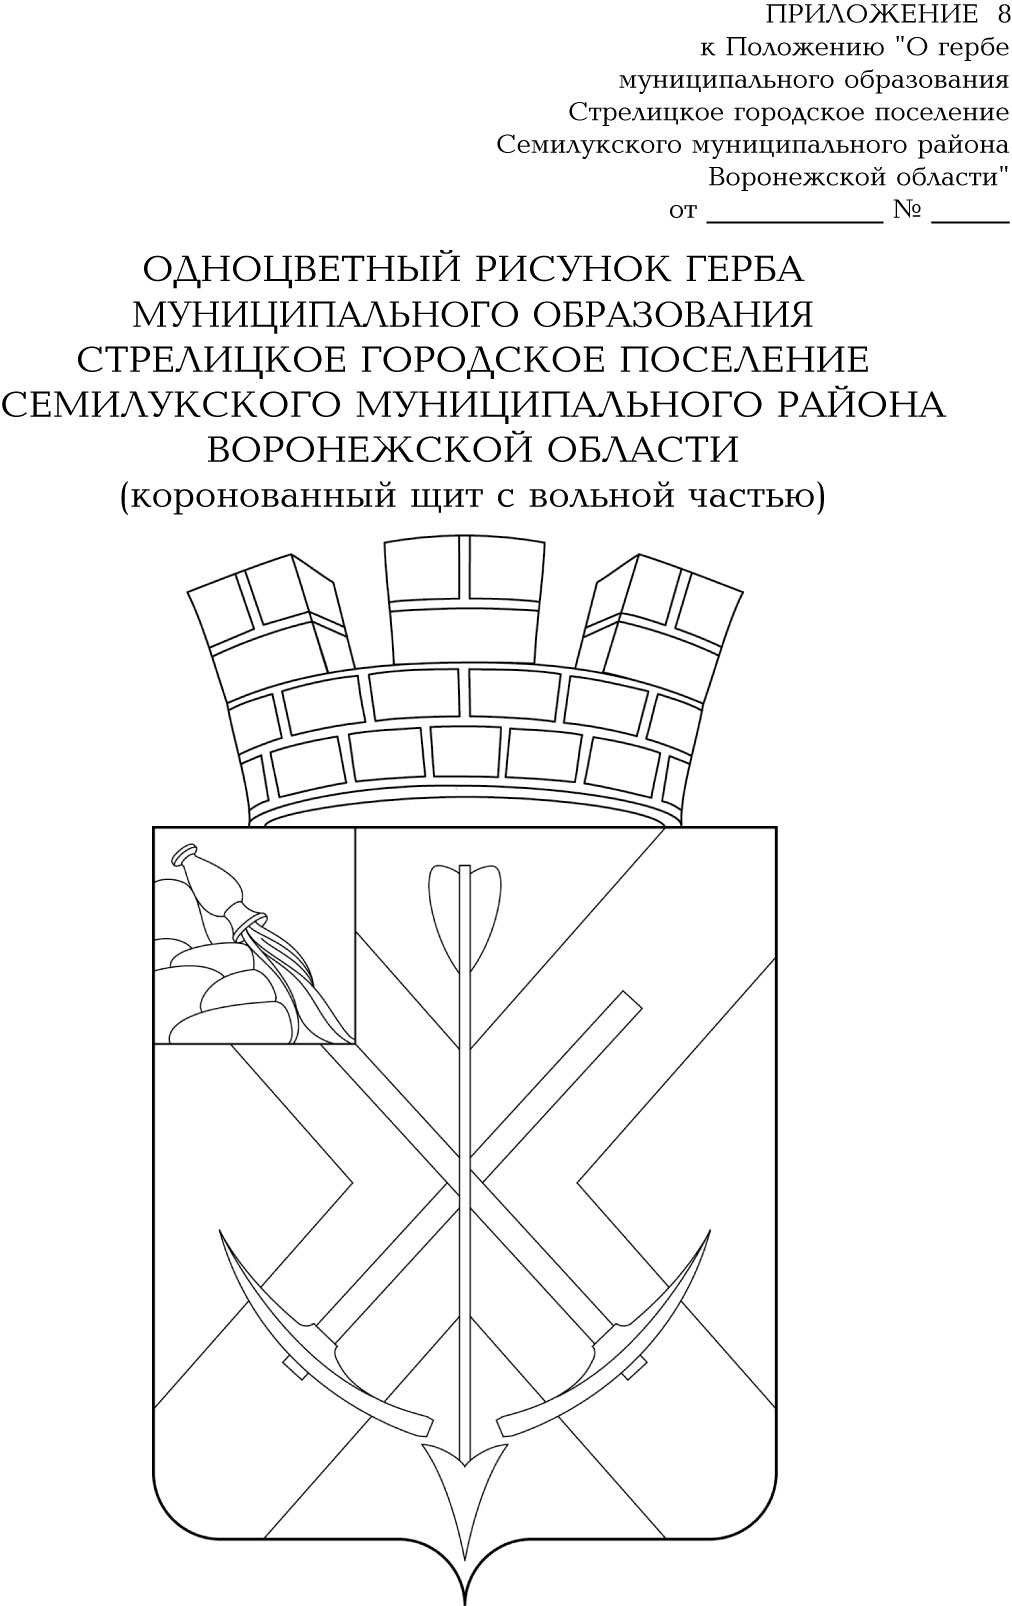 ПРИЛОЖЕНИЕ 8
к Положению "О гербе
муниципального образования
Стрелицкое городское поселение
Семилукского муниципального района
Воронежской области"
от ____________ № _____
ОДНОЦВЕТНЫЙ РИСУНОК ГЕРБА
МУНИЦИПАЛЬНОГО ОБРАЗОВАНИЯ
СТРЕЛИЦКОЕ ГОРОДСКОЕ ПОСЕЛЕНИЕ
СЕМИЛУКСКОГО МУНИЦИПАЛЬНОГО РАЙОНА
ВОРОНЕЖСКОЙ ОБЛАСТИ
(коронованный щит с вольной частью)